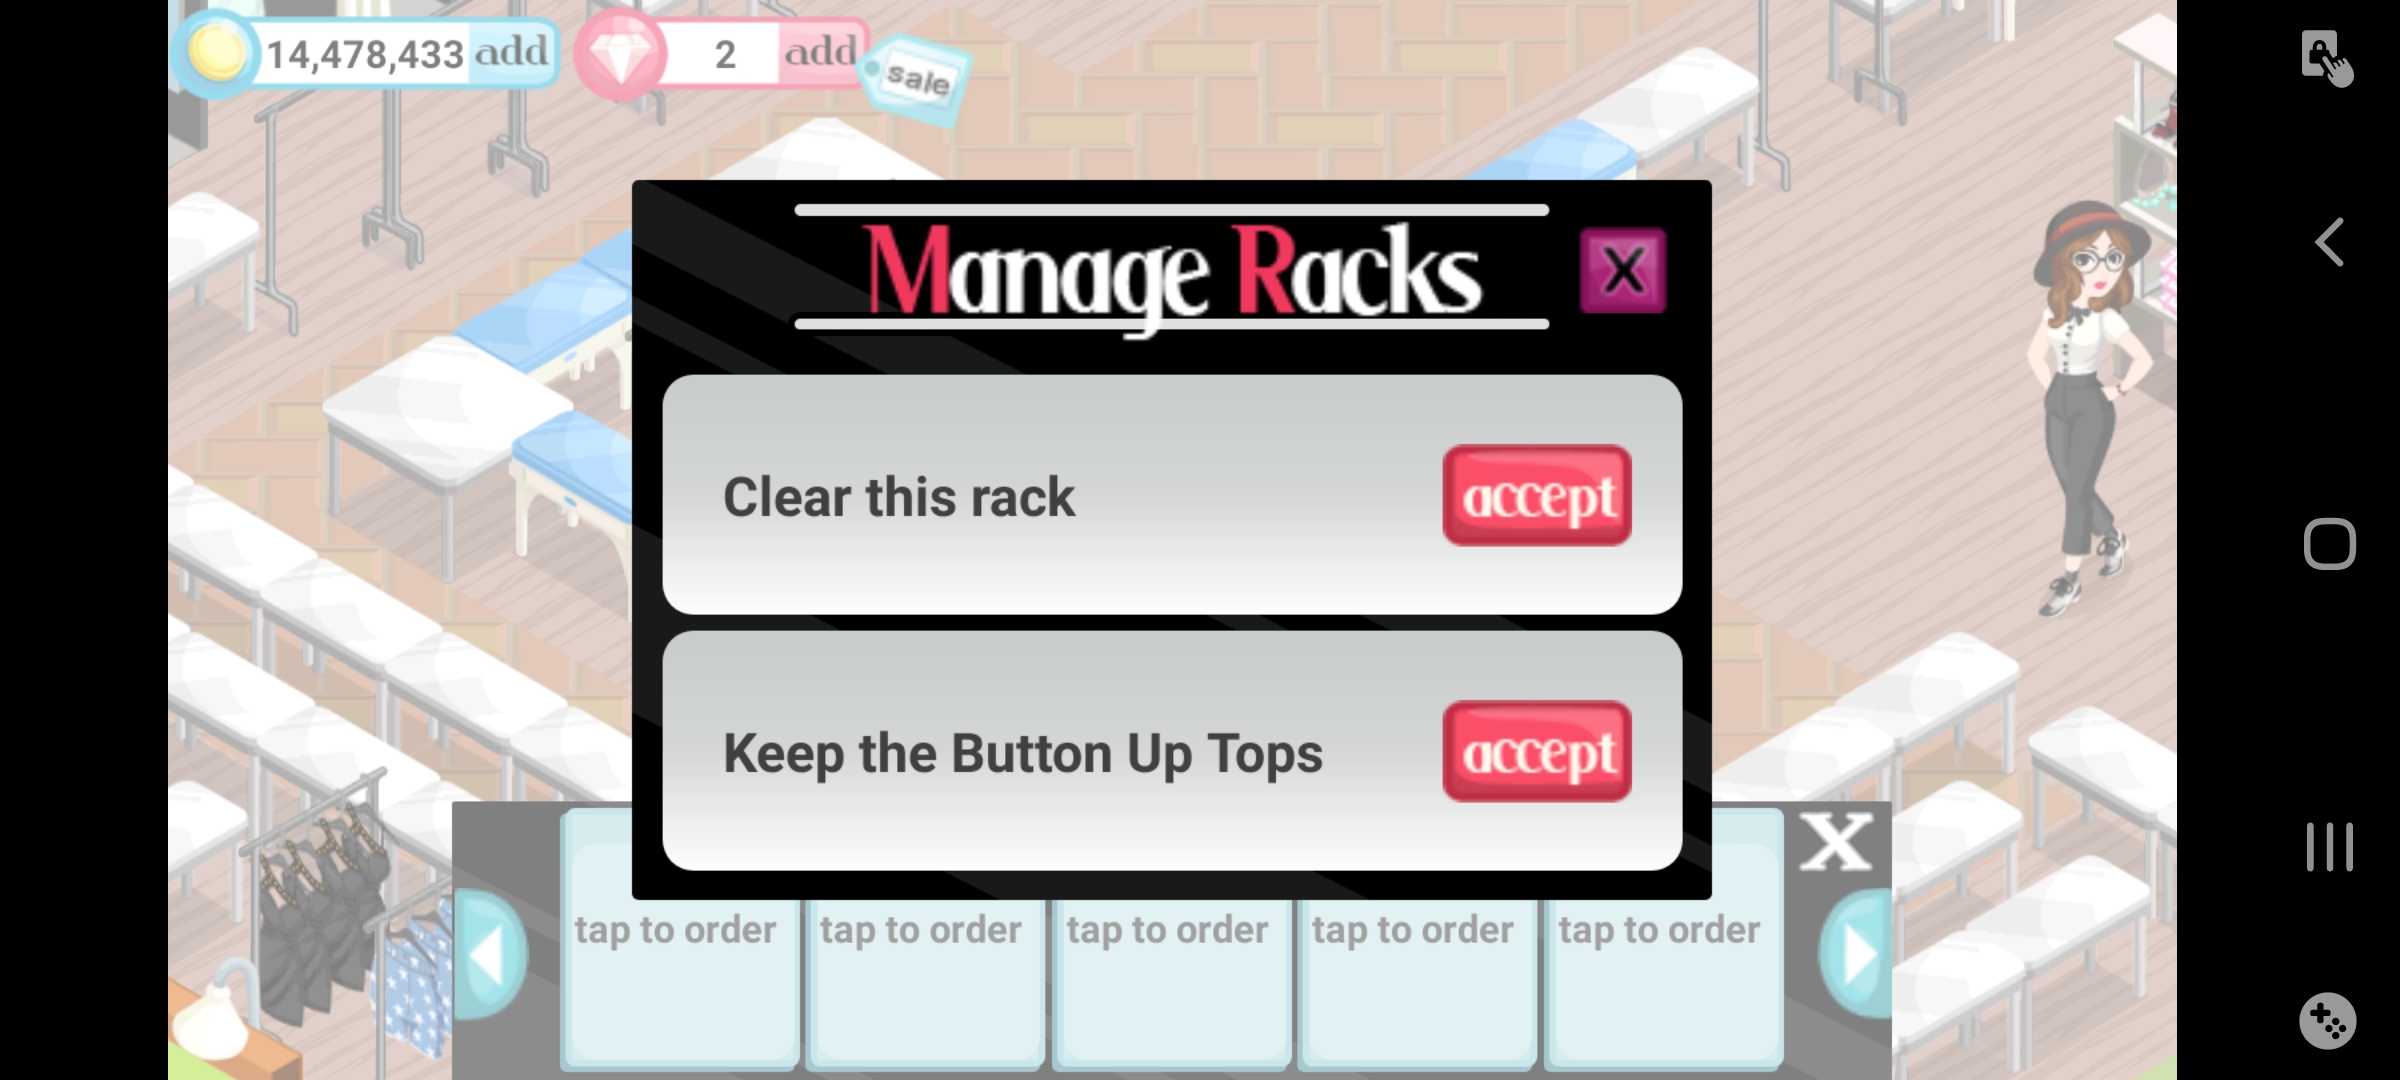 14,478,433 add
2 add
sale
Manage Racks
X
Clear this rack
accept
Keep the Button Up Tops
accept
X
tap to order
tap to order
tap to order
tap to order
tap to order